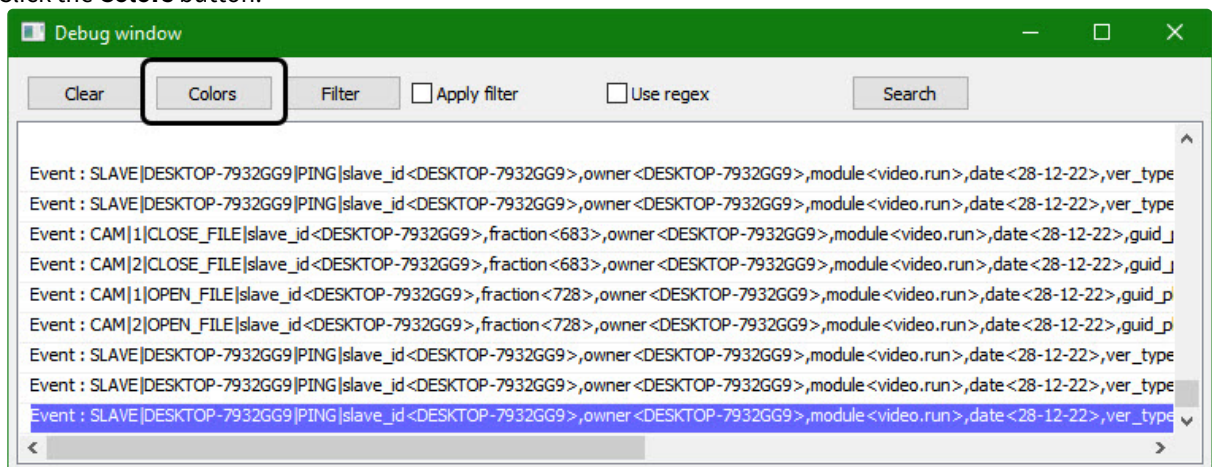 Click the Colors button.
Debug window
Clear Colors Filter Apply filter Use regex Search
Event : SLAVE|DESKTOP-7932GG9|PING|slave_id<DESKTOP-7932GG9>,owner<DESKTOP-7932GG9>,module<video.run>,date<28-12-22>,ver_type
Event : SLAVE|DESKTOP-7932GG9|PING|slave_id<DESKTOP-7932GG9>,owner<DESKTOP-7932GG9>,module<video.run>,date<28-12-22>,ver_type
Event : CAM|1|CLOSE_FILE|slave_id<DESKTOP-7932GG9>,fraction<683>,owner<DESKTOP-7932GG9>,module<video.run>,date<28-12-22>,guid_
Event : CAM|2|CLOSE_FILE|slave_id<DESKTOP-7932GG9>,fraction<683>,owner<DESKTOP-7932GG9>,module<video.run>,date<28-12-22>,guid_
Event : CAM|1|OPEN_FILE|slave_id<DESKTOP-7932GG9>,fraction<728>,owner<DESKTOP-7932GG9>,module<video.run>,date<28-12-22>,guid_pl
Event : CAM|2|OPEN_FILE|slave_id<DESKTOP-7932GG9>,fraction<728>,owner<DESKTOP-7932GG9>,module<video.run>,date<28-12-22>,guid_pl
Event : SLAVE|DESKTOP-7932GG9|PING|slave_id<DESKTOP-7932GG9>,owner<DESKTOP-7932GG9>,module<video.run>,date<28-12-22>,ver_type
Event : SLAVE|DESKTOP-7932GG9|PING|slave_id<DESKTOP-7932GG9>,owner<DESKTOP-7932GG9>,module<video.run>,date<28-12-22>,ver_type
Event : SLAVE|DESKTOP-7932GG9|PING|slave_id<DESKTOP-7932GG9>,owner<DESKTOP-7932GG9>,module<video.run>,date<28-12-22>,ver_type